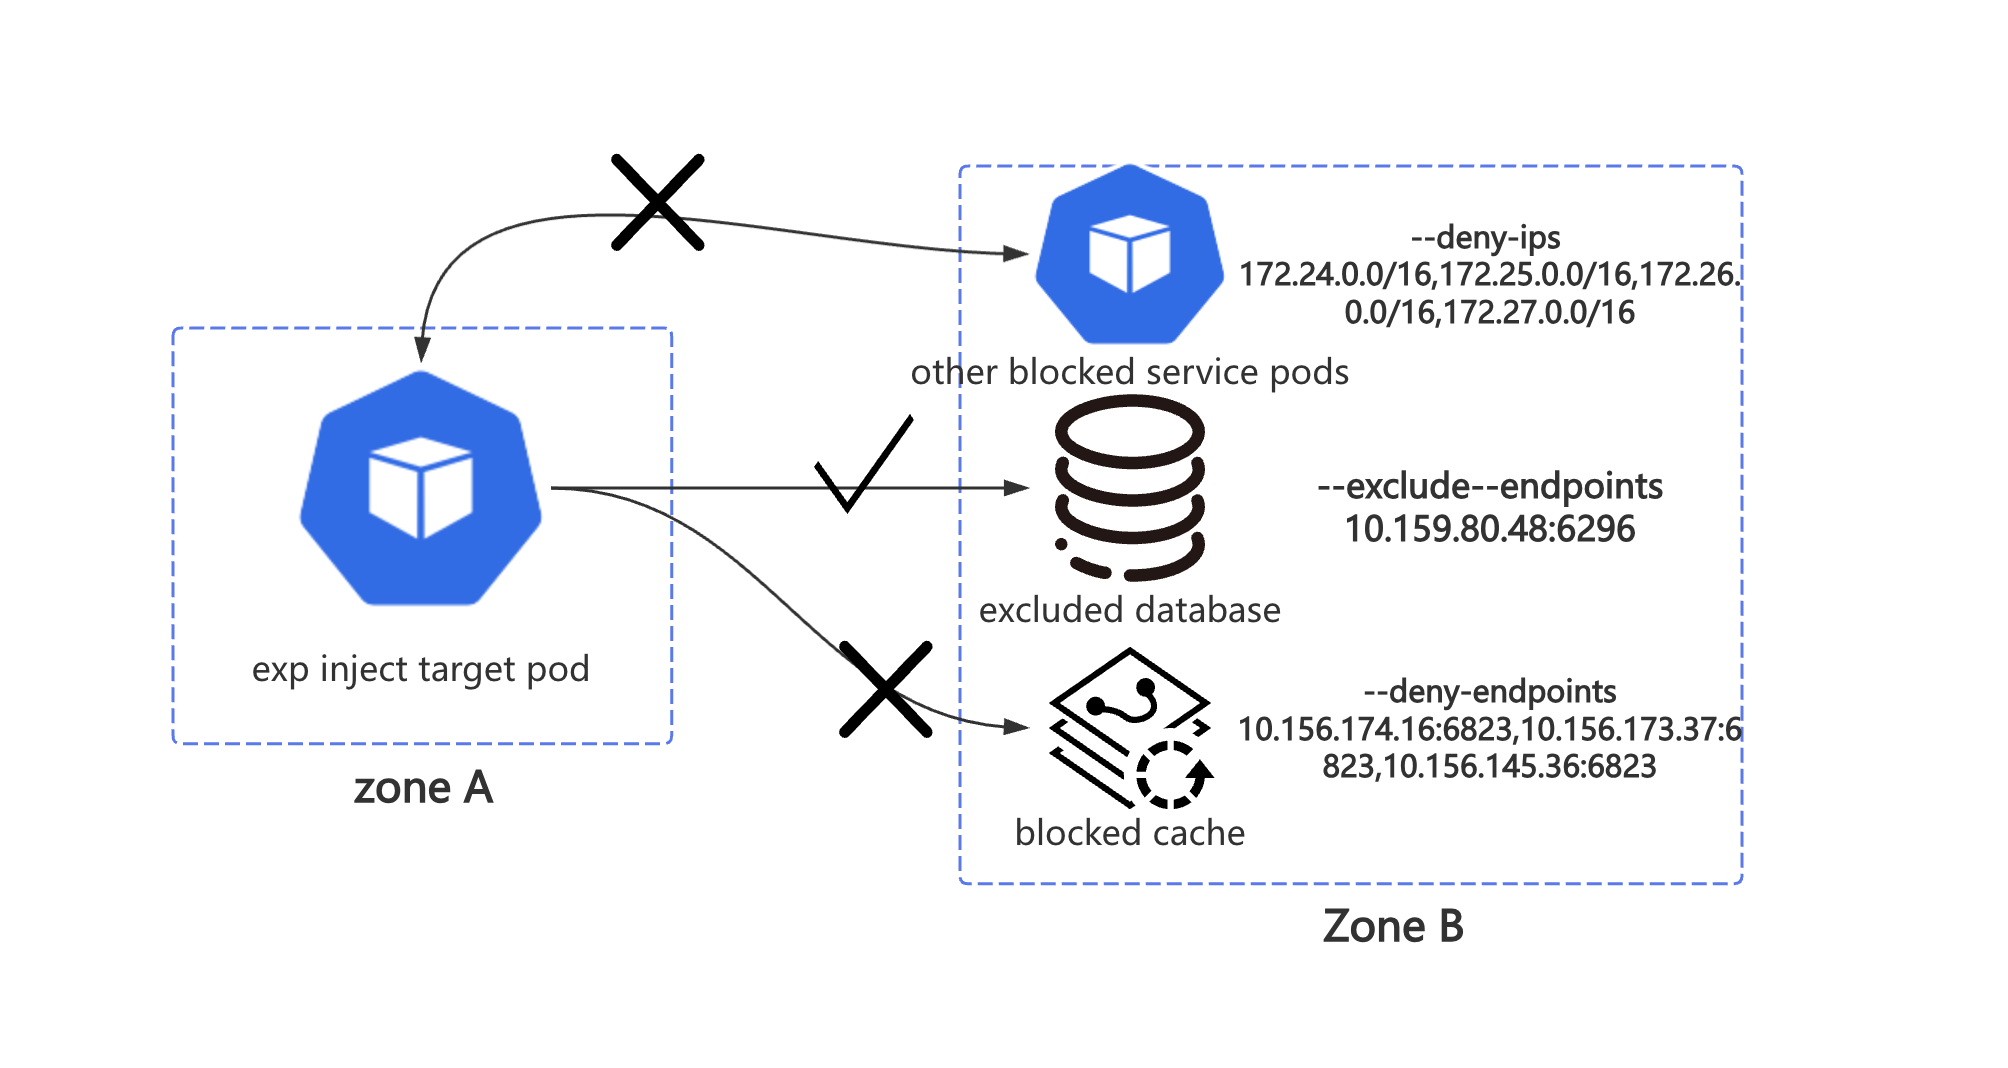 --deny-ips
172.24.0.0/16,172.25.0.0/16,172.26.
0.0/16,172.27.0.0/16
other blocked service pods
--exclude--endpoints
10.159.80.48:6296
excluded database
exp inject target pod
--deny-endpoints
10.156.174.16:6823,10.156.173.37:6
823,10.156.145.36:6823
zone A
blocked cache
Zone B